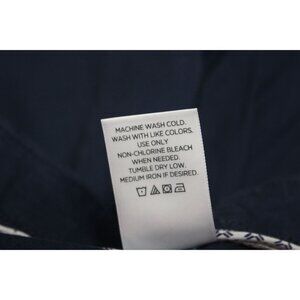 MACHINE WASH COLD.
WASH WITH LIKE COLORS.
USE ONLY
NON-CHLORINE BLEACH
WHEN NEEDED.
TUMBLE DRY LOW.
MEDIUM IRON IF DESIRED.